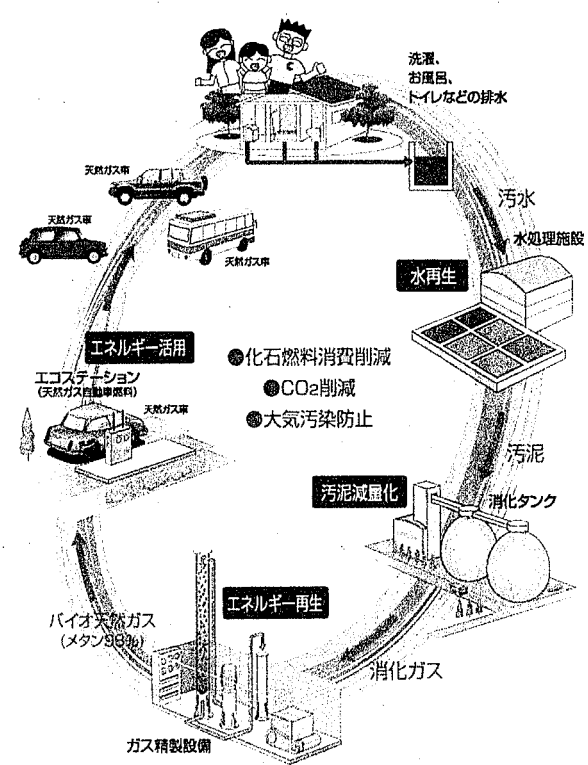 洗濯、
お風呂、
トイレなどの排水
汚水
水処理施設
水再生
天然ガス車
天然ガス車
天然ガス車
エネルギー活用
エコステーション
(天然ガス自動車燃料)
天然ガス車
●化石燃料消費削減
●CO₂削減
●大気汚染防止
汚泥
汚泥減量化
消化タンク
エネルギー再生
バイオ天然ガス
(メタン98%)
消化ガス
ガス精製設備